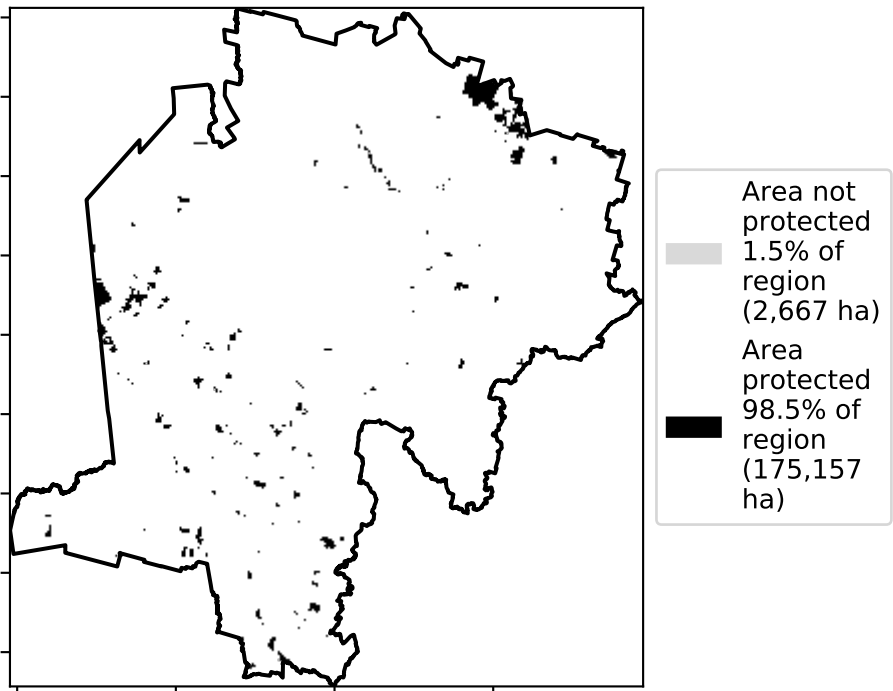 Area not
protected
1.5% of
region
(2,667 ha)
Area
protected
98.5% of
region
(175,157
ha)